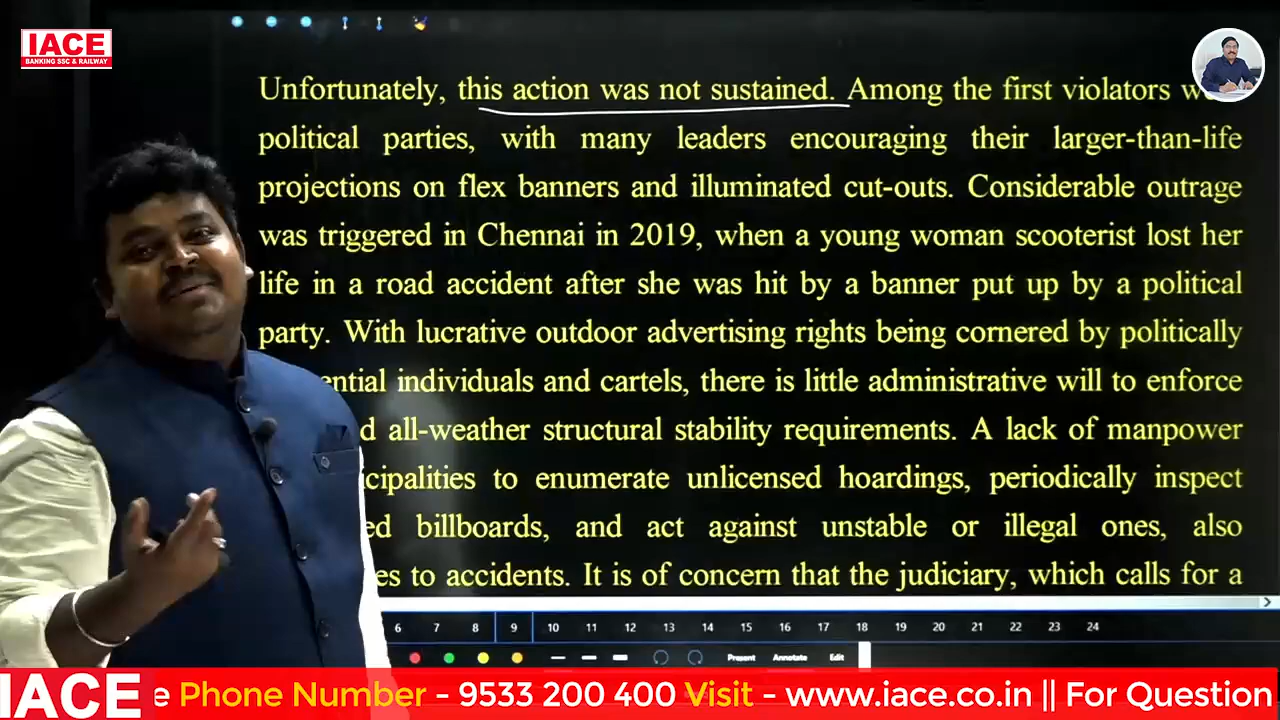 IACE
BANKING SSC & RAILWAY
Unfortunately, this action was not sustained. Among the first violators
political parties, with many leaders encouraging their larger-than-life
projections on flex banners and illuminated cut-outs. Considerable outrage
was triggered in Chennai in 2019, when a young woman scooterist lost her
life in a road accident after she was hit by a banner put up by a political
party. With lucrative outdoor advertising rights being cornered by politically
individuals and cartels, there is little administrative will to enforce
all-weather structural stability requirements. A lack of manpower
to enumerate unlicensed hoardings, periodically inspect
billboards, and act against unstable or illegal ones, also
to accidents. It is of concern that the judiciary, which calls for a
6 7 8 9 10 11 12 13 14 15 16 17 18 19 20 21 22 23 24
Present Annotate Edit
IACE e Phone Number - 9533 200 400 Visit - www.iace.co.in || For Question